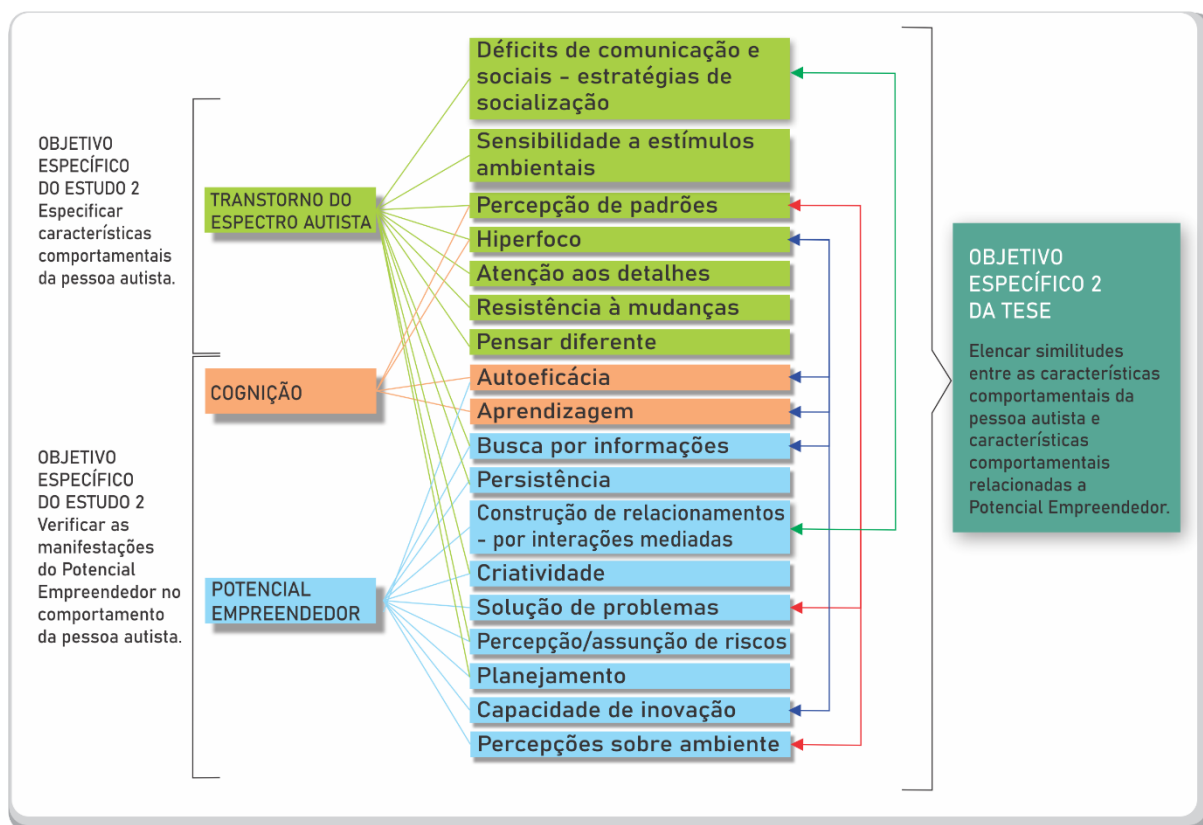 OBJETIVO
ESPECÍFICO
DO ESTUDO 2
Especificar
características
comportamentais
da pessoa autista.
OBJETIVO
ESPECÍFICO
DO ESTUDO 2
Verificar as
manifestações
do Potencial
Empreendedor no
comportamento
da pessoa autista.
TRANSTORNO DO
ESPECTRO AUTISTA
COGNIÇÃO
POTENCIAL
EMPREENDEDOR
Déficits de comunicação e
sociais - estratégias de
socialização
Sensibilidade a estímulos
ambientais
Percepção de padrões
Hiperfoco
Atenção aos detalhes
Resistência à mudanças
Pensar diferente
Autoeficácia
Aprendizagem
Busca por informações
Persistência
Construção de relacionamentos
- por interações mediadas
Criatividade
Solução de problemas
Percepção/assunção de riscos
Planejamento
Capacidade de inovação
Percepções sobre ambiente
OBJETIVO
ESPECÍFICO 2
DA TESE
Elencar similitudes
entre as características
comportamentais da
pessoa autista e
características
comportamentais
relacionadas a
Potencial Empreendedor.